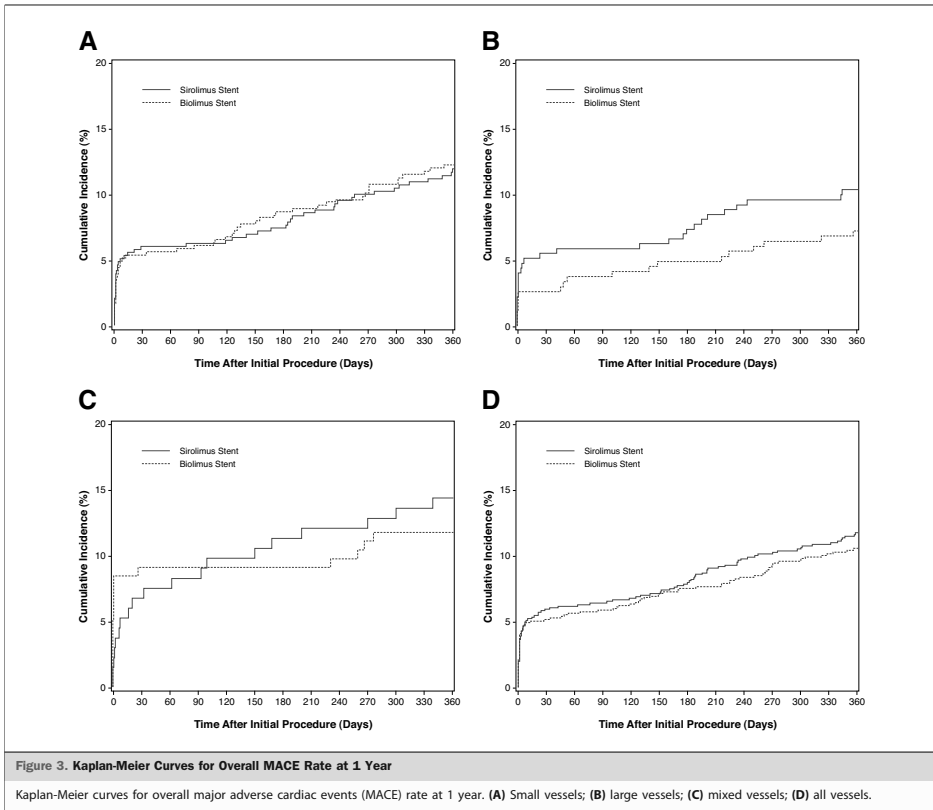 A
20
15
10
5
0
Cumulative Incidence (%)
Sirolimus Stent
Biolimus Stent
0 30 60 90 120 150 180 210 240 270 300 330 360
Time After Initial Procedure (Days)
B
20
15
10
5
0
Cumulative Incidence (%)
Sirolimus Stent
Biolimus Stent
0 30 60 90 120 150 180 210 240 270 300 330 360
Time After Initial Procedure (Days)
C
20
15
10
5
0
Cumulative Incidence (%)
Sirolimus Stent
Biolimus Stent
0 30 60 90 120 150 180 210 240 270 300 330 360
Time After Initial Procedure (Days)
D
20
15
10
5
0
Cumulative Incidence (%)
Sirolimus Stent
Biolimus Stent
0 30 60 90 120 150 180 210 240 270 300 330 360
Time After Initial Procedure (Days)
Figure 3. Kaplan-Meier Curves for Overall MACE Rate at 1 Year
Kaplan-Meier curves for overall major adverse cardiac events (MACE) rate at 1 year. (A) Small vessels; (B) large vessels; (C) mixed vessels; (D) all vessels.